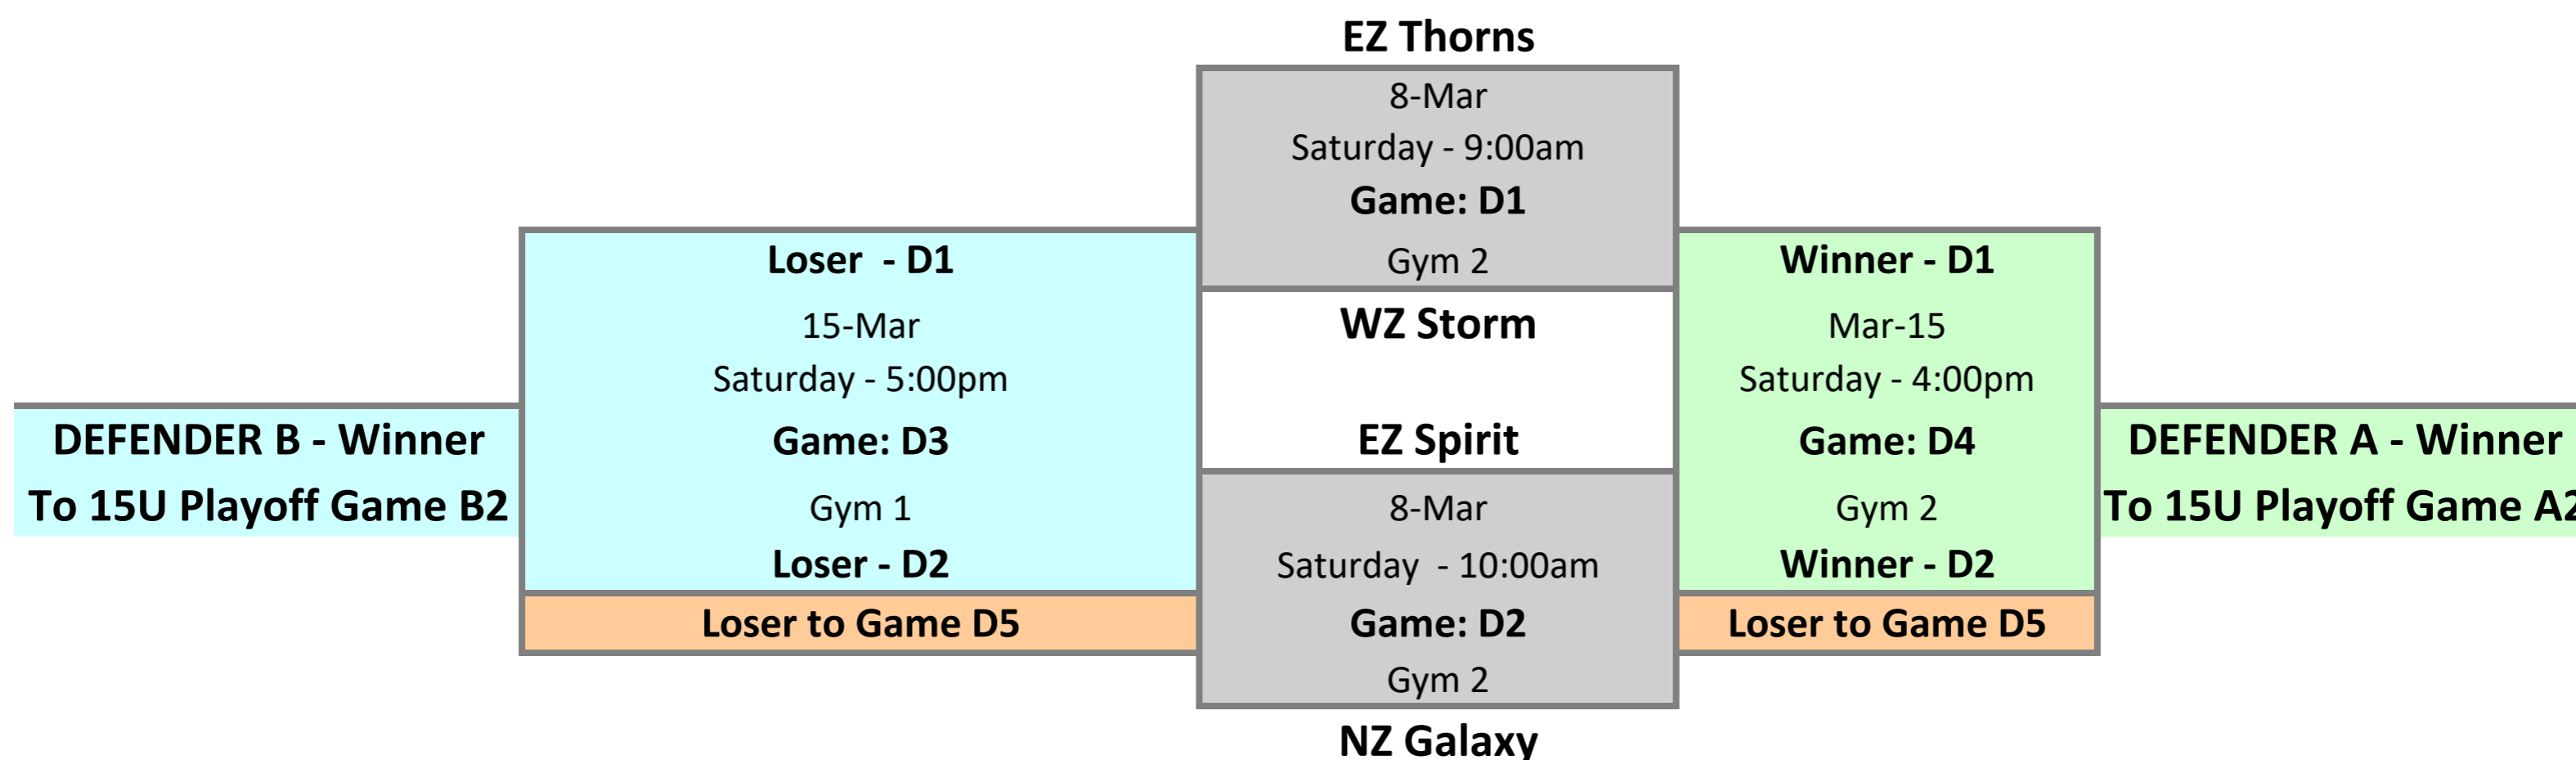 EZ Thorns
8-Mar
Saturday - 9:00am
Game: D1
Gym 2
WZ Storm
EZ Spirit
8-Mar
Saturday  - 10:00am
Game: D2
Gym 2
NZ Galaxy
Loser  - D1
15-Mar
Saturday - 5:00pm
Game: D3
Gym 1
Loser - D2
Loser to Game D5
DEFENDER B - Winner
To 15U Playoff Game B2
Winner - D1
Mar-15
Saturday - 4:00pm
Game: D4
Gym 2
Winner - D2
Loser to Game D5
DEFENDER A - Winner
To 15U Playoff Game A2